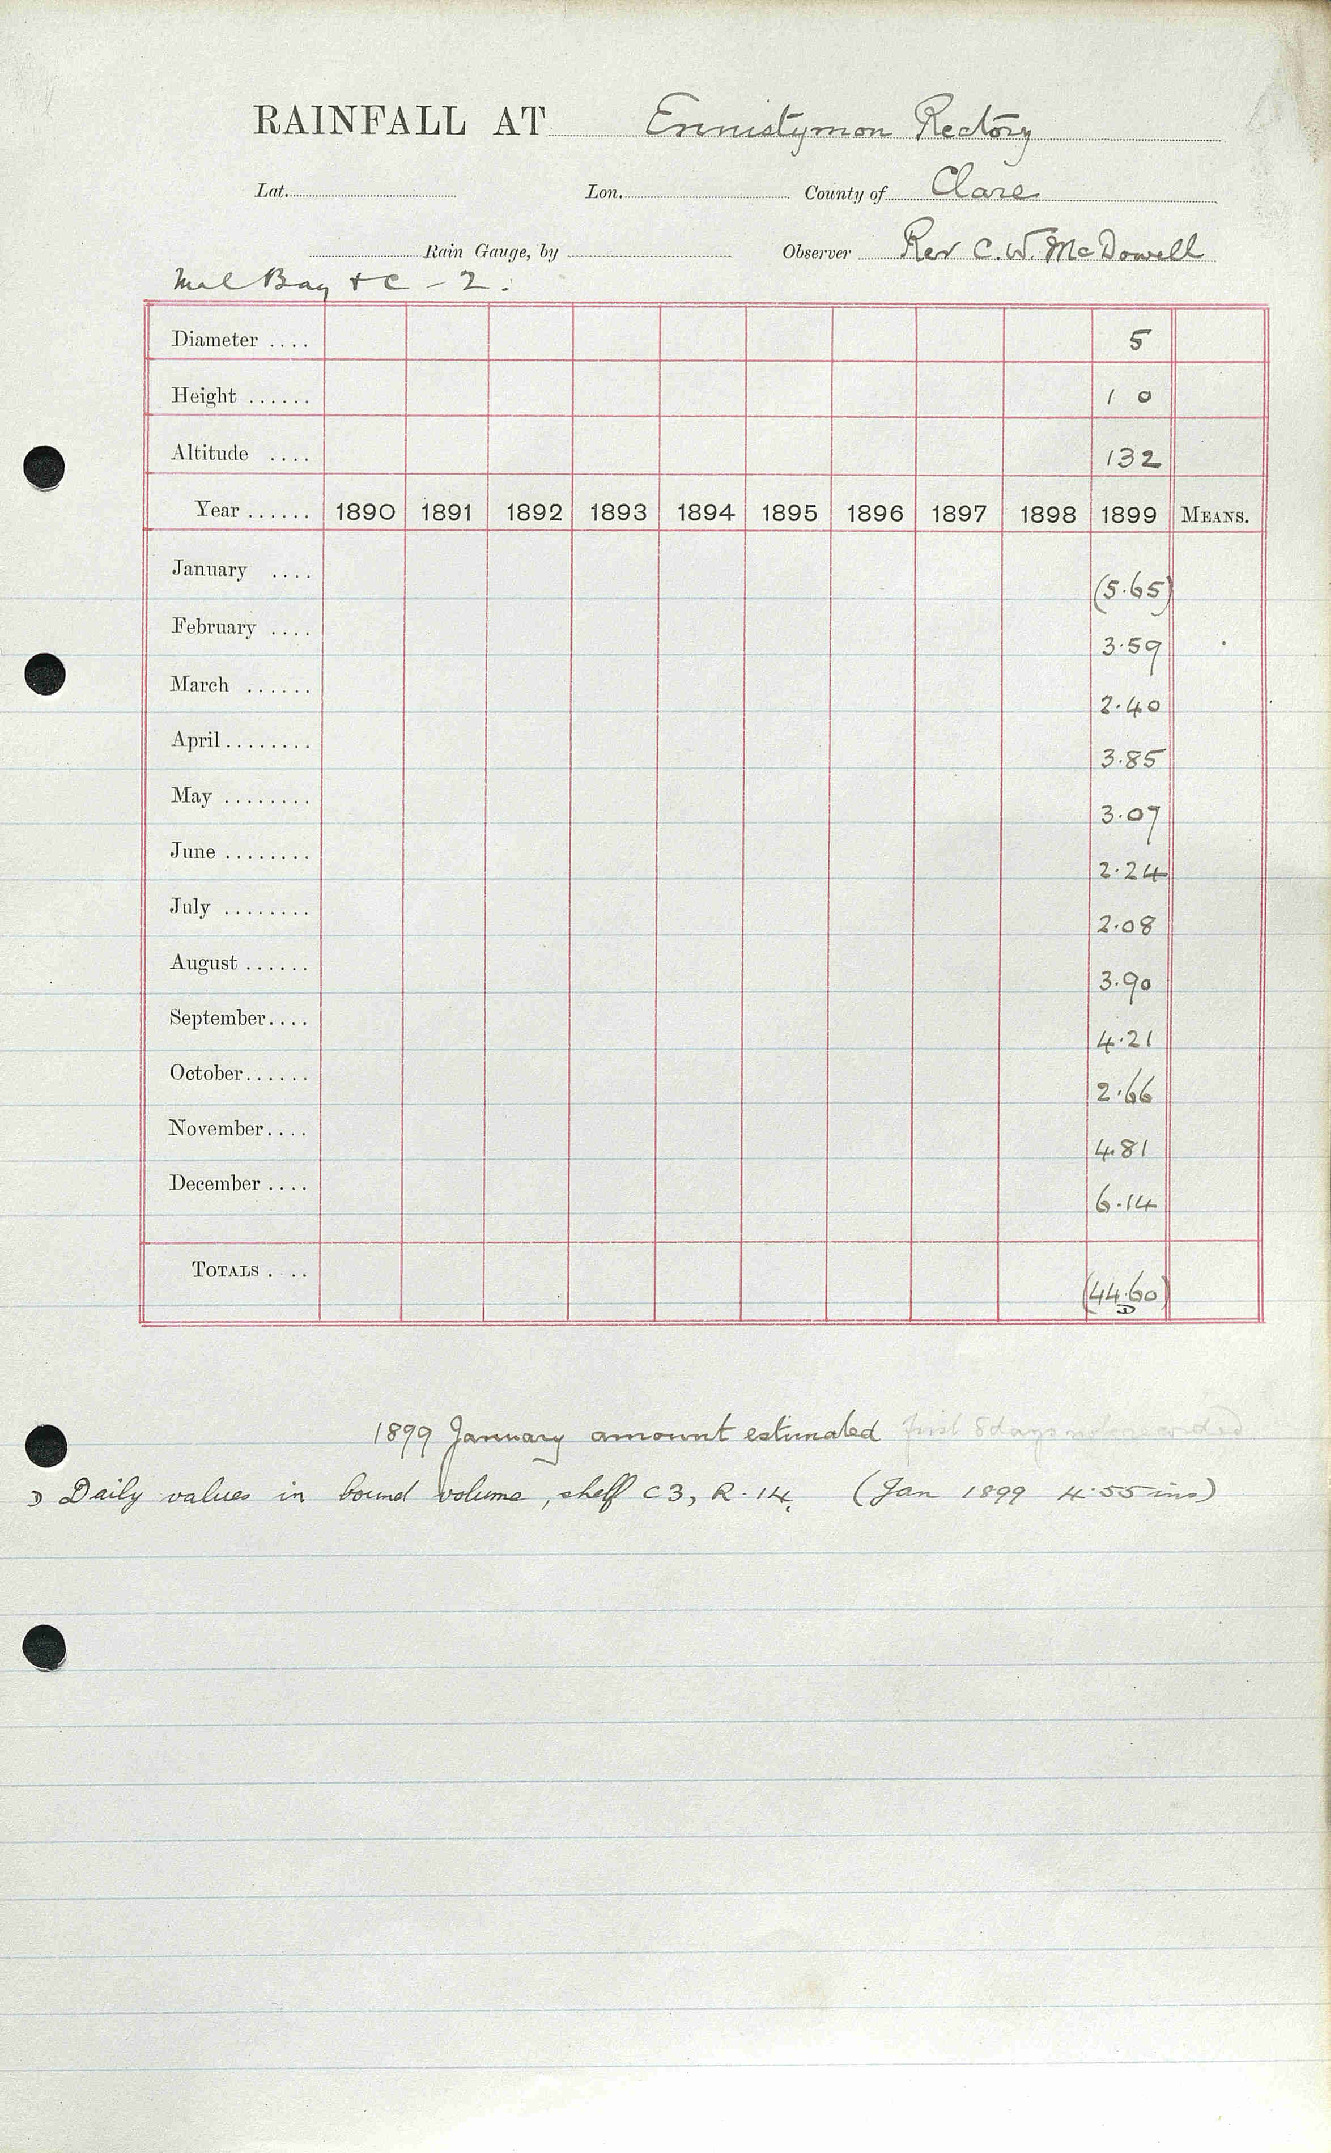 RAINFALL AT Ennistymon Rectory
Lat. Lon. County of Clare
Rain Gauge, by Observer Rev C. W. McDowell
Mal Bay + C - 2.
Diameter .... 5
Height ...... 1 0
Altitude .... 132
Year ...... 1890 1891 1892 1893 1894 1895 1896 1897 1898 1899 MEANS.
January .... (5.65)
February .... 3.59
March ...... 2.40
April ........ 3.85
May ........ 3.07
June ........ 2.24
July ........ 2.08
August ...... 3.90
September.... 4.21
October...... 2.66
November.... 4.81
December .... 6.14
TOTALS .... (44.60)
D
1899 January amount estimated first 8 days not recorded
D Daily values in bound volume, shelf C3, R. 14. (Jan 1899 4.55 ins)